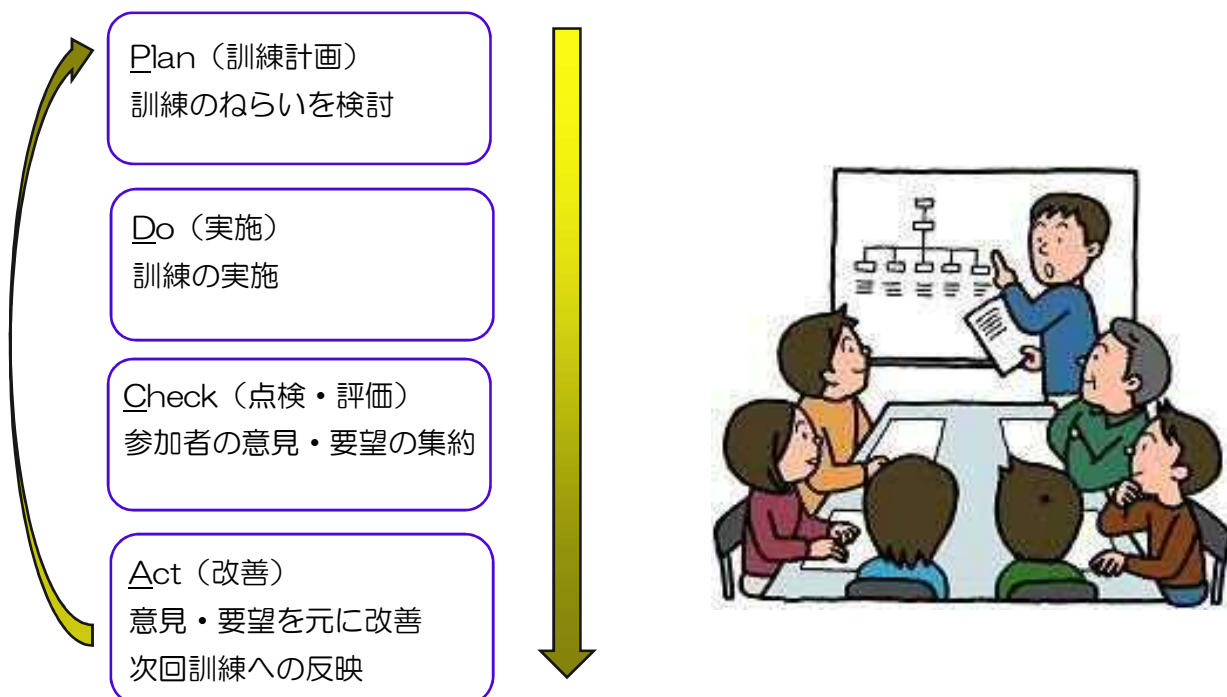 Plan（訓練計画）
訓練のねらいを検討
Do（実施）
訓練の実施
Check（点検・評価）
参加者の意見・要望の集約
Act（改善）
意見・要望を元に改善
次回訓練への反映